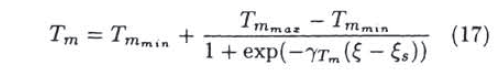 T_m = T_{m_{min}} + \frac{T_{m_{max}} - T_{m_{min}}}{1 + \exp(-\gamma_{T_m}(\xi - \xi_s))} (17)